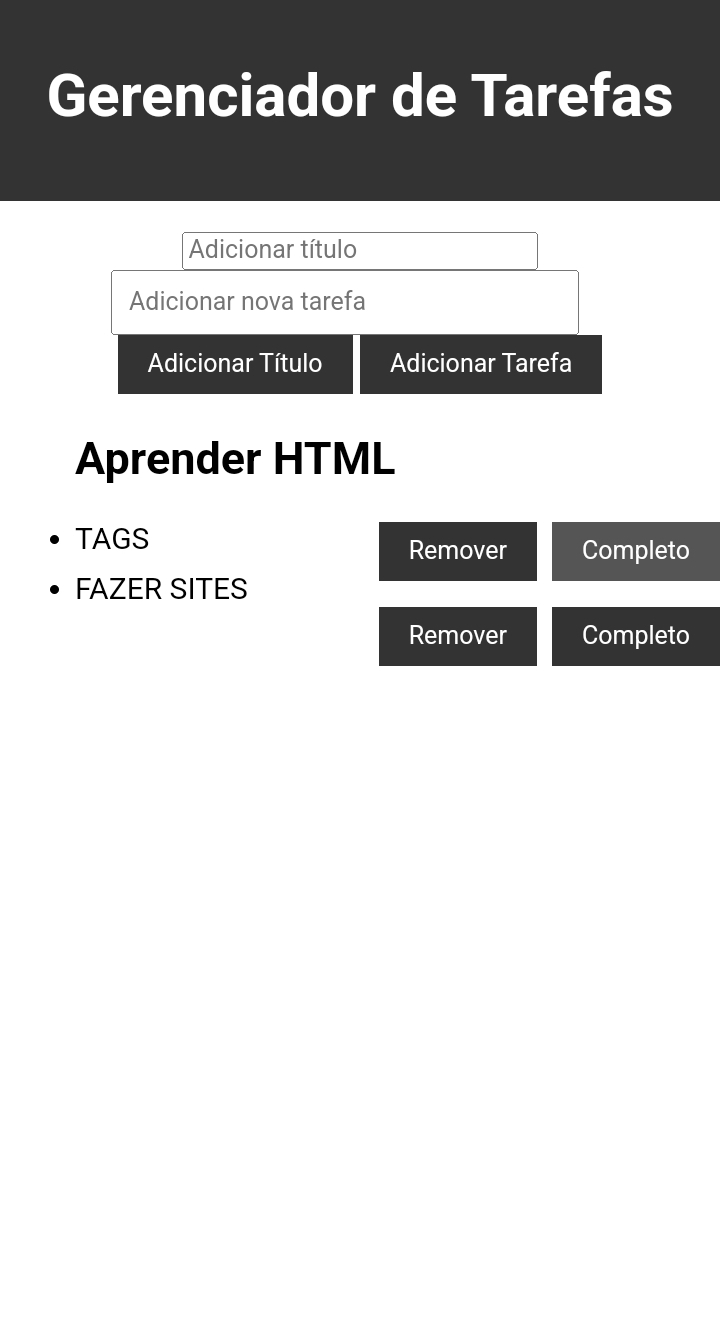 Gerenciador de Tarefas
Adicionar título
Adicionar nova tarefa
Adicionar Título Adicionar Tarefa
Aprender HTML
• TAGS Remover Completo
• FAZER SITES
Remover Completo